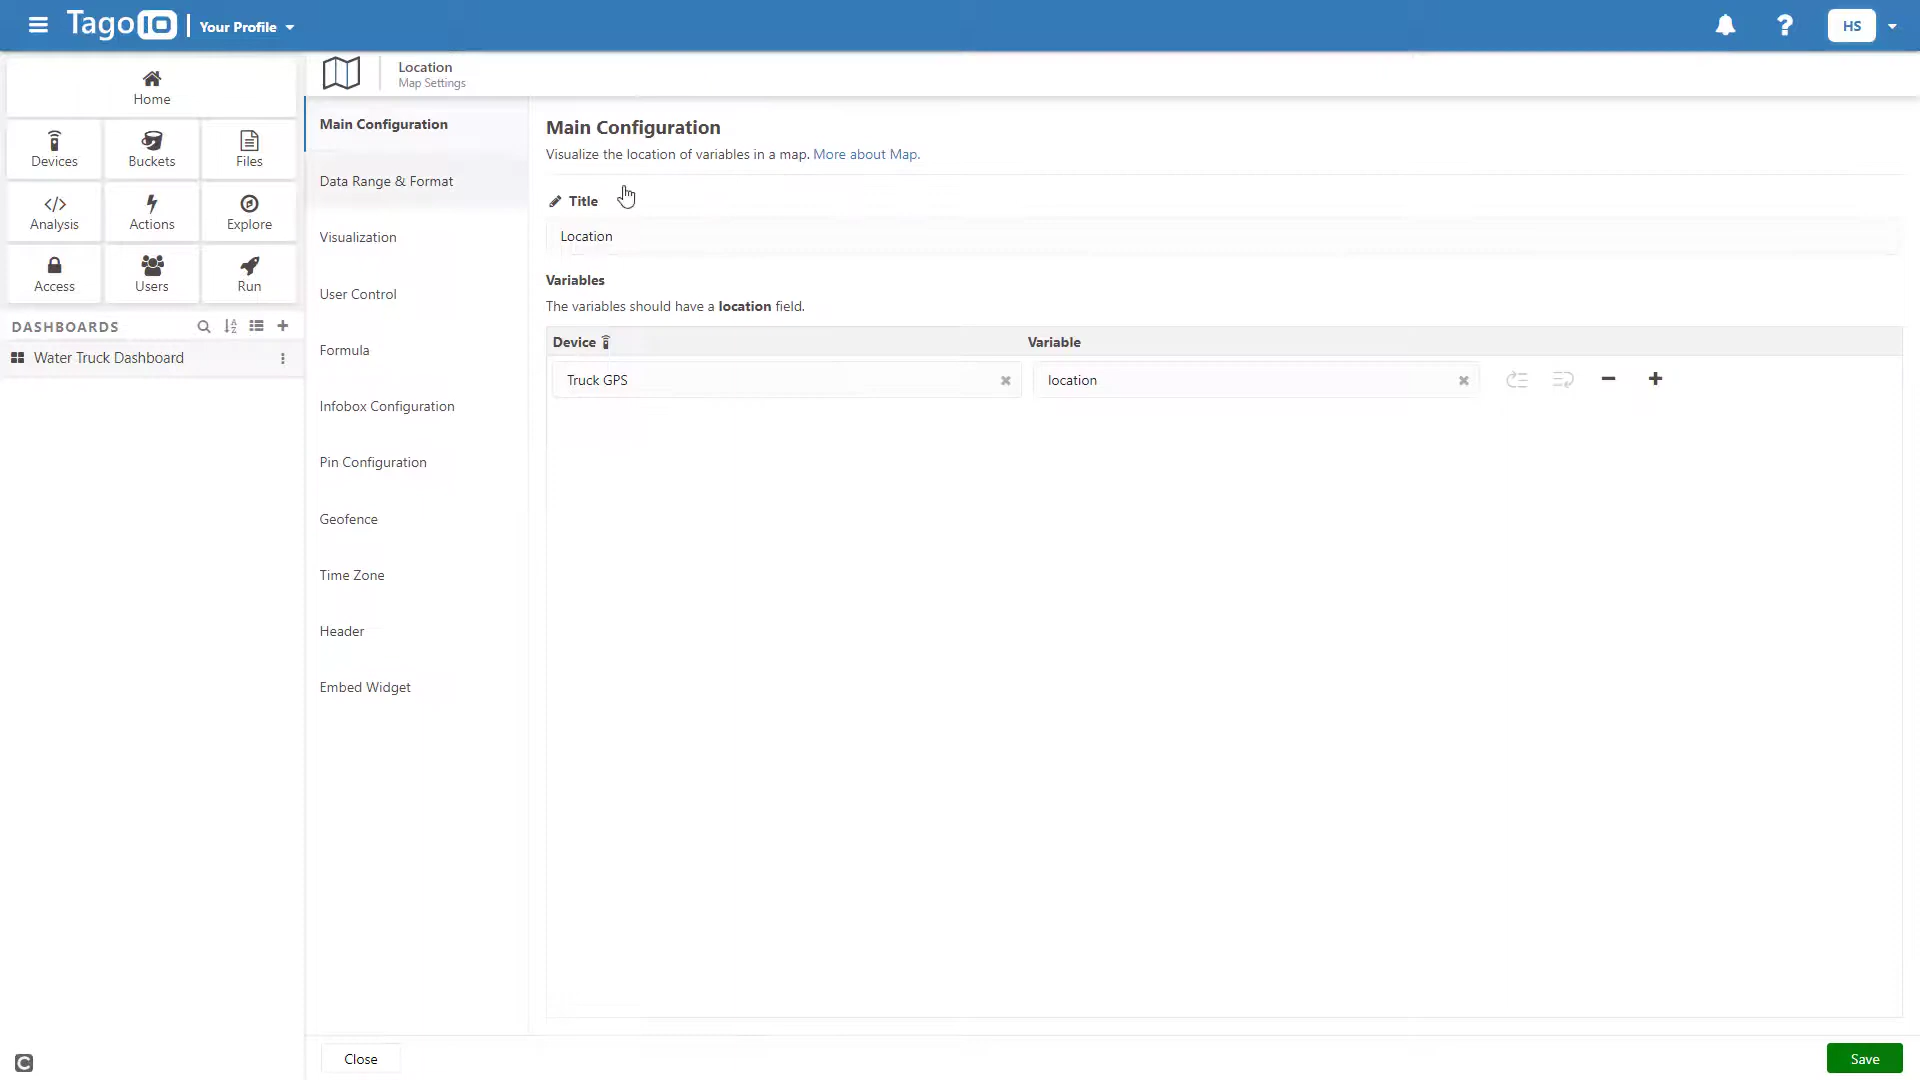 TagoIO
Your Profile
HS
Home
Devices
Buckets
Files
Analysis
Actions
Explore
Access
Users
Run
DASHBOARDS
Water Truck Dashboard
Location
Map Settings
Main Configuration
Data Range & Format
Visualization
User Control
Formula
Infobox Configuration
Pin Configuration
Geofence
Time Zone
Header
Embed Widget
Main Configuration
Visualize the location of variables in a map. More about Map.
Title
Location
Variables
The variables should have a location field.
Device Variable
Truck GPS location
Close
Save